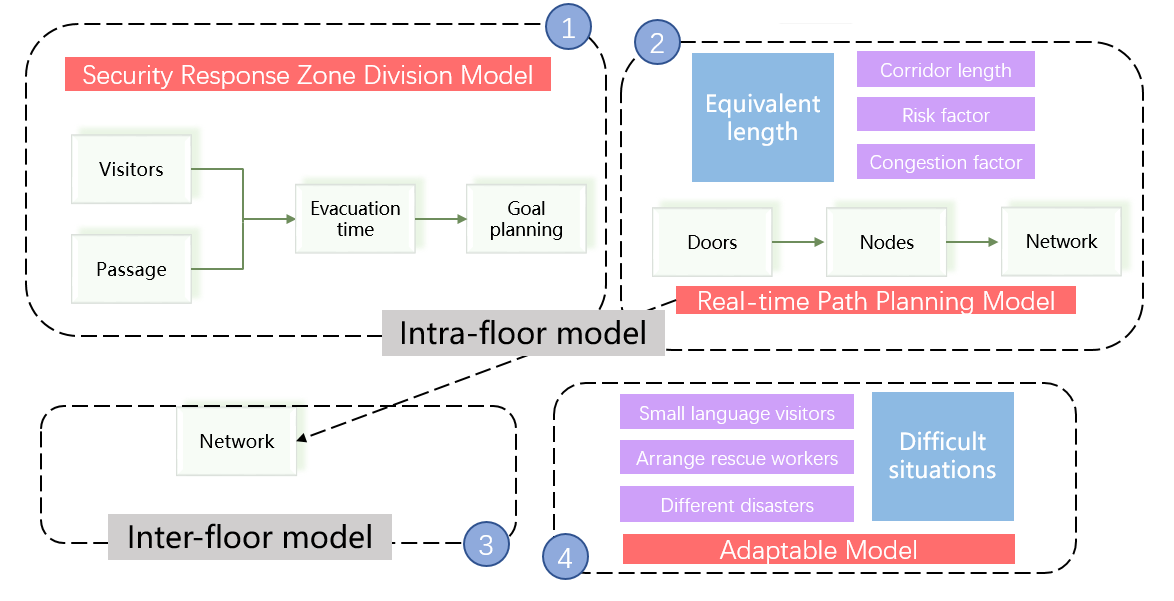 1
Security Response Zone Division Model
Visitors
Passage
Evacuation
time
Goal
planning
2
Equivalent
length
Corridor length
Risk factor
Congestion factor
Doors
Nodes
Network
Real-time Path Planning Model
Intra-floor model
Network
Inter-floor model
3
Small language visitors
Arrange rescue workers
Different disasters
Difficult
situations
Adaptable Model
4